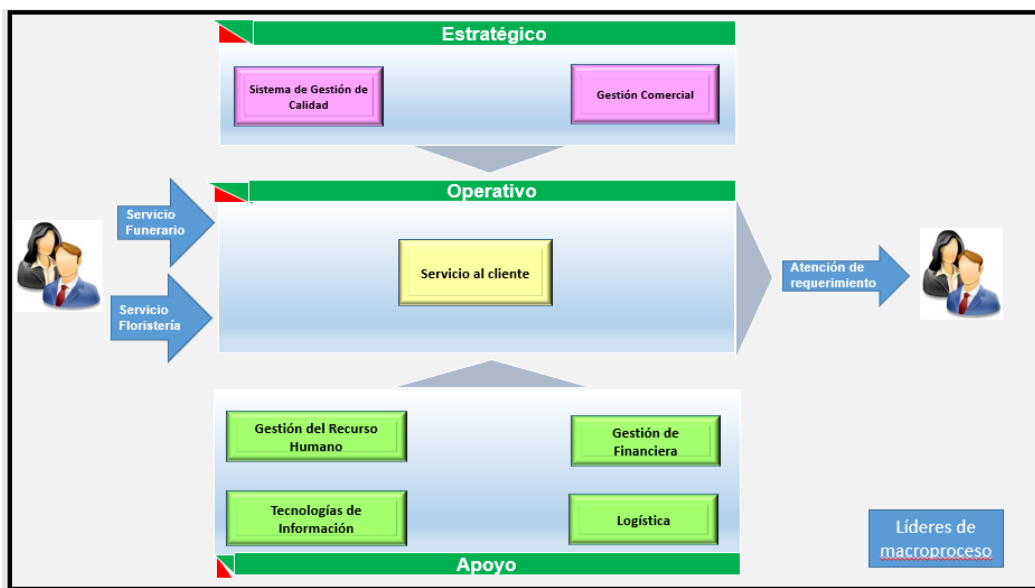 Estratégico
Sistema de Gestión de
Calidad
Gestión Comercial
Operativo
Servicio
Funerario
Servicio al cliente
Atención de
requerimiento
Servicio
Floristería
Gestión del Recurso
Humano
Gestión de
Financiera
Tecnologías de
Información
Logística
Líderes de
macroproceso
Apoyo